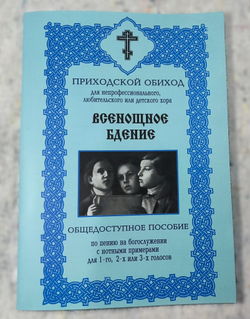 ПРИХОДСКОЙ ОБИХОД
для непрофессионального,
любительского или детского хора
ВСЕНОЩНОЕ
БДЕНИЕ
ОБЩЕДОСТУПНОЕ ПОСОБИЕ
по пению на богослужении
с нотными примерами
для 1-го, 2-х или 3-х голосов